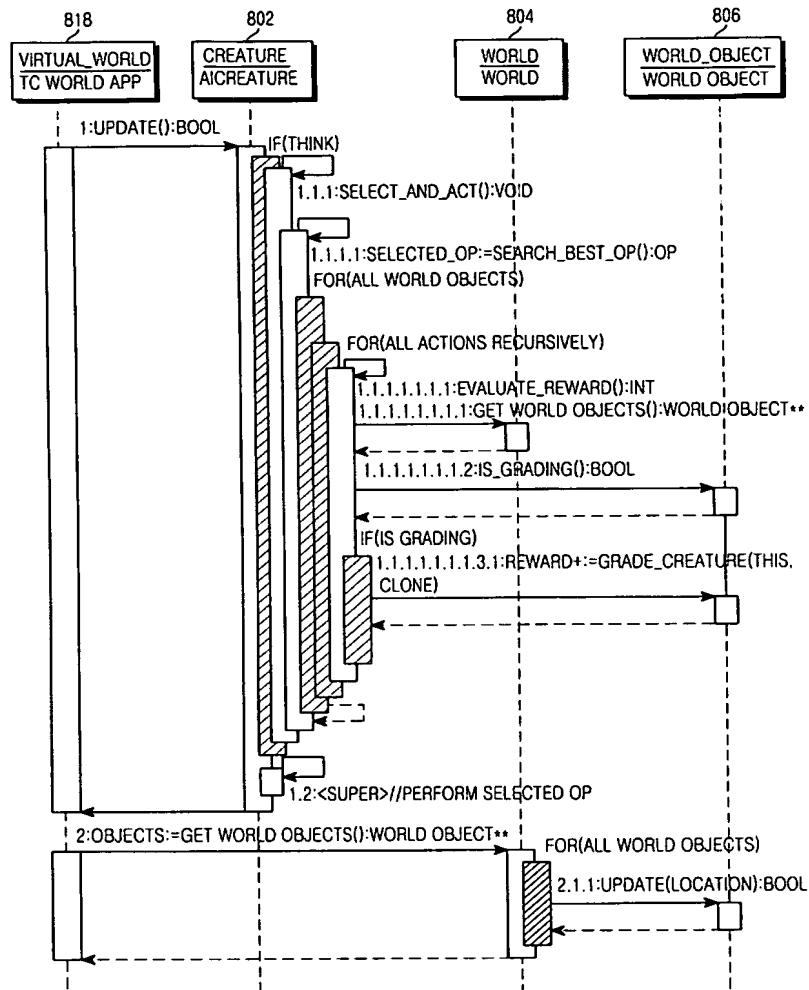 818
802
804
806
VIRTUAL_WORLD
TC WORLD APP
CREATURE
AICREATURE
WORLD
WORLD
WORLD_OBJECT
WORLD OBJECT
1:UPDATE():BOOL
IF(THINK)
1.1.1:SELECT_AND_ACT():VOID
1.1.1.1:SELECTED_OP:=SEARCH_BEST_OP():OP
FOR(ALL WORLD OBJECTS)
FOR(ALL ACTIONS RECURSIVELY)
1.1.1.1.1.1.1:EVALUATE_REWARD():INT
1.1.1.1.1.1.1.1:GET WORLD OBJECTS():WORLD OBJECT**
1.1.1.1.1.1.1.2:IS_GRADING():BOOL
IF(IS GRADING)
1.1.1.1.1.1.1.3.1:REWARD+:=GRADE_CREATURE(THIS,
CLONE)
1.2:<SUPER>//PERFORM SELECTED OP
2:OBJECTS:=GET WORLD OBJECTS():WORLD OBJECT**
FOR(ALL WORLD OBJECTS)
2.1.1:UPDATE(LOCATION):BOOL